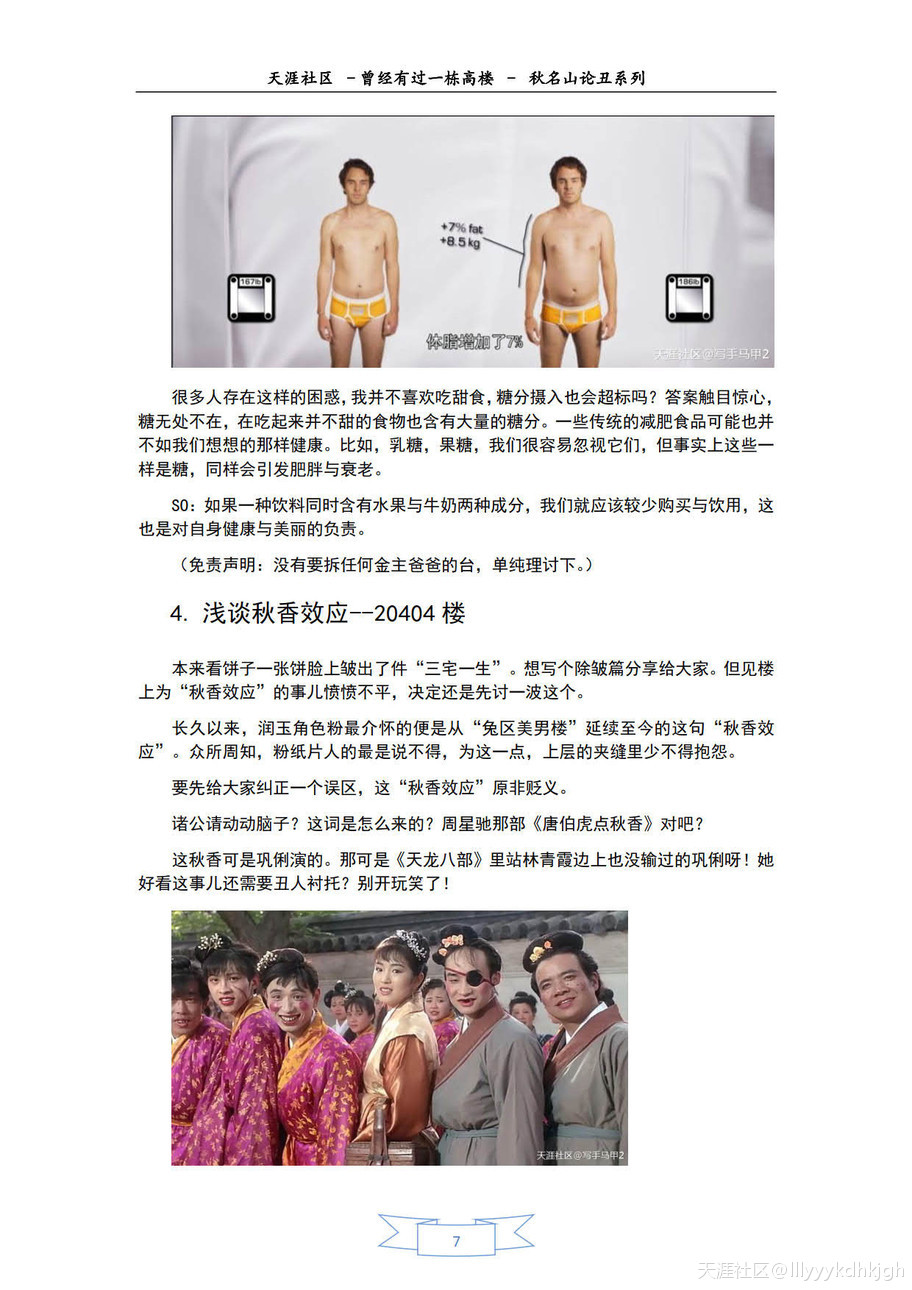 天涯社区 -曾经有过一栋高楼 - 秋名山论丑系列
+7% fat
+8.5 kg
187lb
186lb
体脂增加了7%
天涯社区@写手马甲2
很多人存在这样的困惑,我并不喜欢吃甜食,糖分摄入也会超标吗?答案触目惊心,
糖无处不在,在吃起来并不甜的食物也含有大量的糖分。一些传统的减肥食品可能也并
不如我们想想的那样健康。比如,乳糖,果糖,我们很容易忽视它们,但事实上这些一
样是糖,同样会引发肥胖与衰老。
SO:如果一种饮料同时含有水果与牛奶两种成分,我们就应该较少购买与饮用,这
也是对自身健康与美丽的负责。
(免责声明:没有要拆任何金主爸爸的台,单纯理讨下。)
4. 浅谈秋香效应--20404 楼
本来看饼子一张饼脸上皱出了件“三宅一生”。想写个除皱篇分享给大家。但见楼
上为“秋香效应”的事儿愤愤不平,决定还是先讨一波这个。
长久以来,润玉角色粉最介怀的便是从“兔区美男楼”延续至今的这句“秋香效
应”。众所周知,粉纸片人的最是说不得,为这一点,上层的夹缝里少不得抱怨。
要先给大家纠正一个误区,这“秋香效应”原非贬义。
诸公请动动脑子?这词是怎么来的?周星驰那部《唐伯虎点秋香》对吧?
这秋香可是巩俐演的。那可是《天龙八部》里站林青霞边上也没输过的巩俐呀!她
好看这事儿还需要丑人衬托?别开玩笑了!
天涯社区@写手马甲2
7
天涯社区@lllyyykdhkjgh